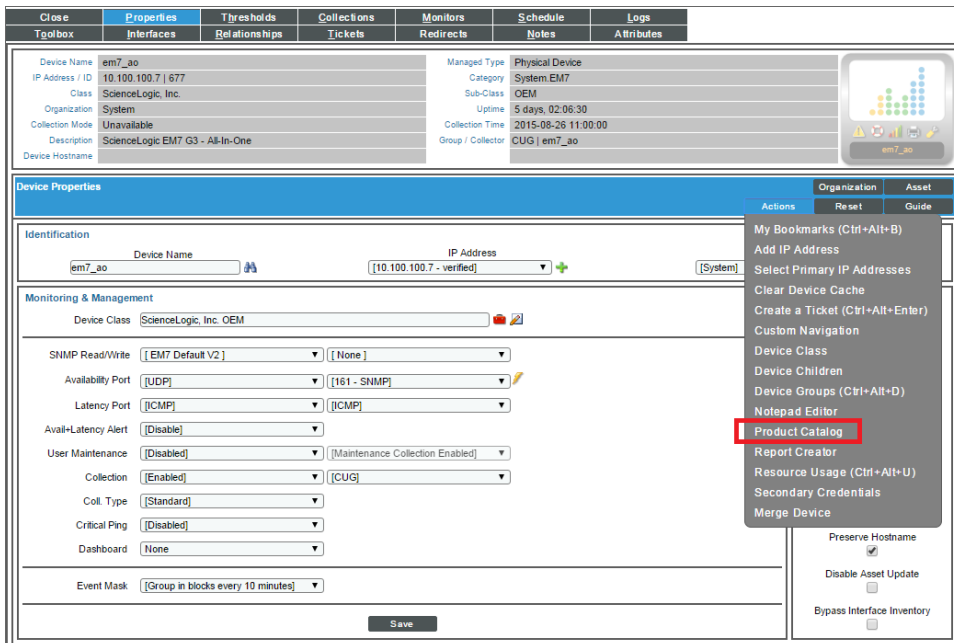 Close Properties Thresholds Collections Monitors Schedule Logs
Toolbox Interfaces Relationships Tickets Redirects Notes Attributes
Device Name em7_ao Managed Type Physical Device
IP Address / ID 10.100.100.7 | 677 Category System.EM7
Class ScienceLogic, Inc. Sub-Class OEM
Organization System Uptime 5 days, 02:06:30
Collection Mode Unavailable Collection Time 2015-08-26 11:00:00
Description ScienceLogic EM7 G3 - All-In-One Group / Collector CUG | em7_ao
em7_ao
Device Hostname
Device Properties Organization Asset
Actions Reset Guide
Identification
Device Name IP Address
em7_ao [10.100.100.7 - verified] [System]
Monitoring & Management
Device Class ScienceLogic, Inc. OEM
SNMP Read/Write [ EM7 Default V2 ] [ None ]
Availability Port [UDP] [161 - SNMP]
Latency Port [ICMP] [ICMP]
Avail+Latency Alert [Disable]
User Maintenance [Disabled] [Maintenance Collection Enabled]
Collection [Enabled] [CUG]
Coll. Type [Standard]
Critical Ping [Disabled]
Dashboard None
Event Mask [Group in blocks every 10 minutes]
Save
My Bookmarks (Ctrl+Alt+B)
Add IP Address
Select Primary IP Addresses
Clear Device Cache
Create a Ticket (Ctrl+Alt+Enter)
Custom Navigation
Device Class
Device Children
Device Groups (Ctrl+Alt+D)
Notepad Editor
Product Catalog
Report Creator
Resource Usage (Ctrl+Alt+U)
Secondary Credentials
Merge Device
Preserve Hostname
Disable Asset Update
Bypass Interface Inventory